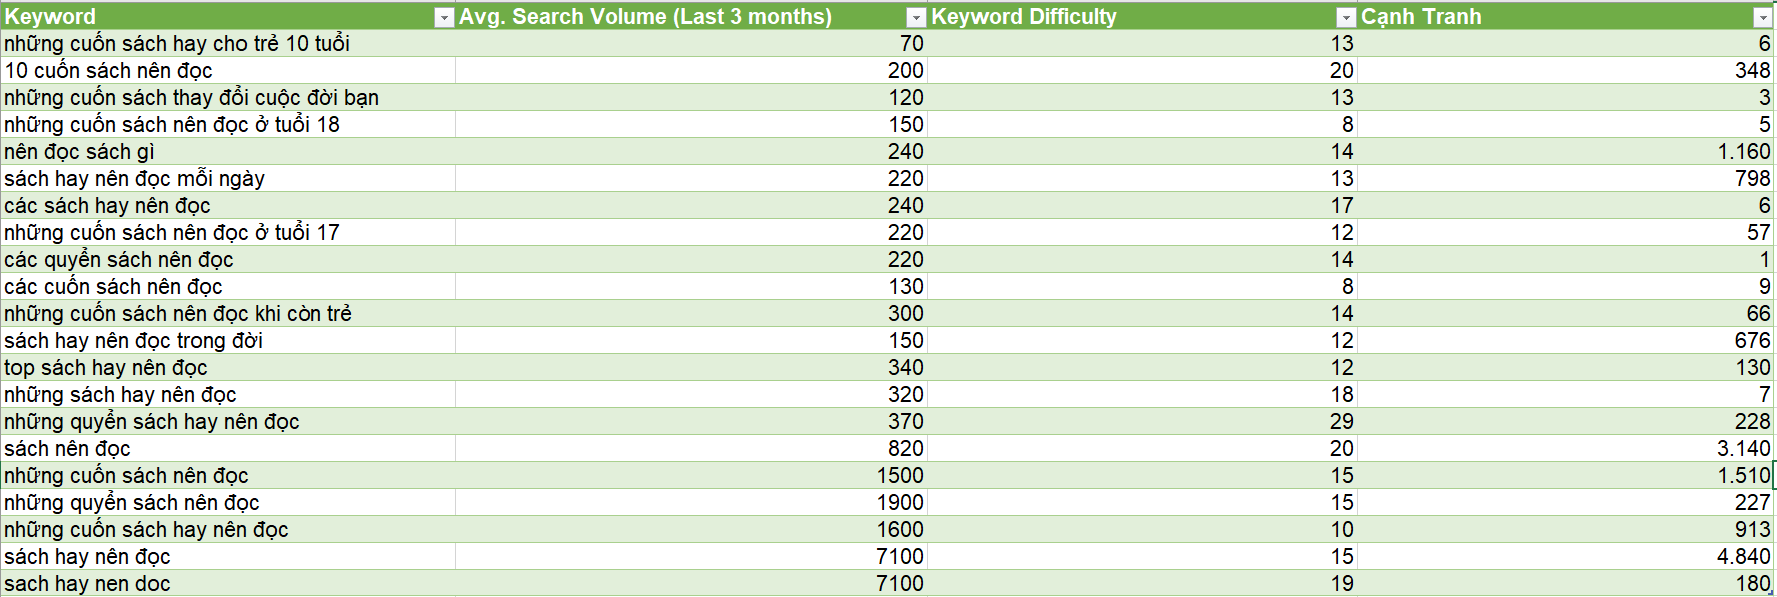 Keyword Avg. Search Volume (Last 3 months) Keyword Difficulty Cạnh Tranh
những cuốn sách hay cho trẻ 10 tuổi 70 13 6
10 cuốn sách nên đọc 200 20 348
những cuốn sách thay đổi cuộc đời bạn 120 13 3
những cuốn sách nên đọc ở tuổi 18 150 8 5
nên đọc sách gì 240 14 1.160
sách hay nên đọc mỗi ngày 220 13 798
các sách hay nên đọc 240 17 6
những cuốn sách nên đọc ở tuổi 17 220 12 57
các quyển sách nên đọc 220 14 1
các cuốn sách nên đọc 130 8 9
những cuốn sách nên đọc khi còn trẻ 300 14 66
sách hay nên đọc trong đời 150 12 676
top sách hay nên đọc 340 12 130
những sách hay nên đọc 320 18 7
những quyển sách hay nên đọc 370 29 228
sách nên đọc 820 20 3.140
những cuốn sách nên đọc 1500 15 1.510
những quyển sách nên đọc 1900 15 227
những cuốn sách hay nên đọc 1600 10 913
sách hay nên đọc 7100 15 4.840
sach hay nen doc 7100 19 180